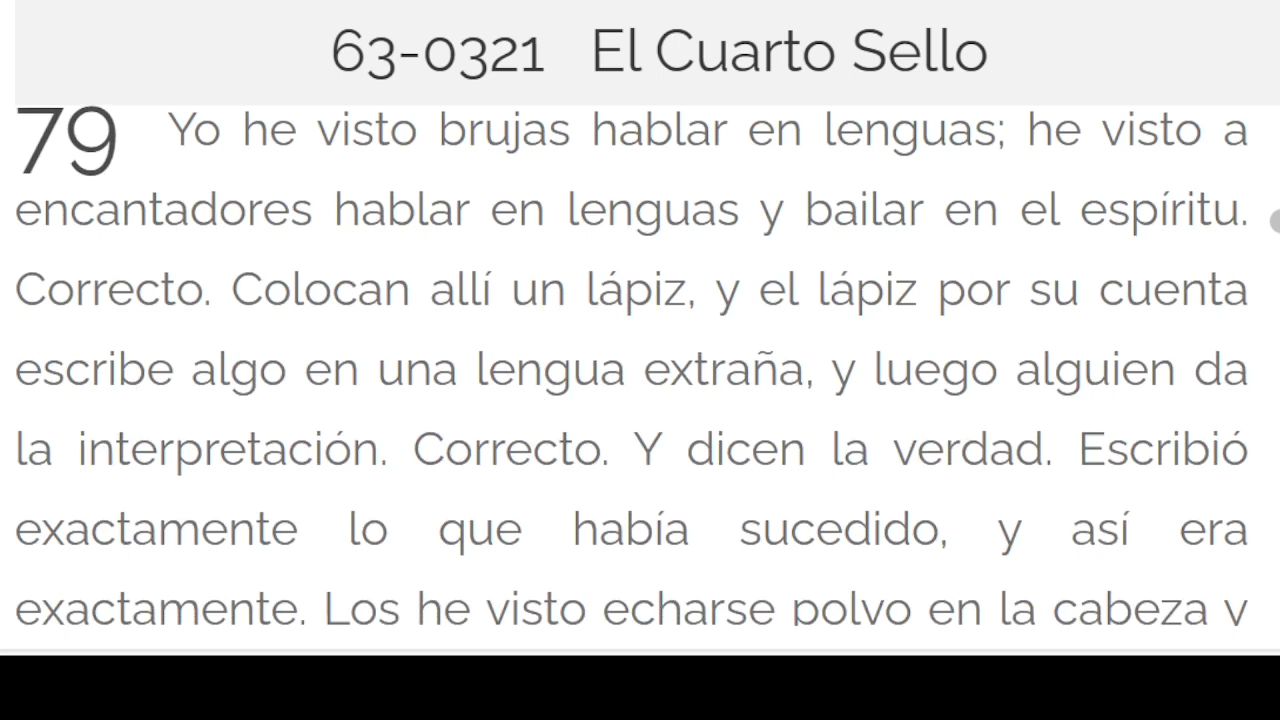 63-0321 El Cuarto Sello
79 Yo he visto brujas hablar en lenguas; he visto a
encantadores hablar en lenguas y bailar en el espíritu.
Correcto. Colocan allí un lápiz, y el lápiz por su cuenta
escribe algo en una lengua extraña, y luego alguien da
la interpretación. Correcto. Y dicen la verdad. Escribió
exactamente lo que había sucedido, y así era
exactamente. Los he visto echarse polvo en la cabeza y